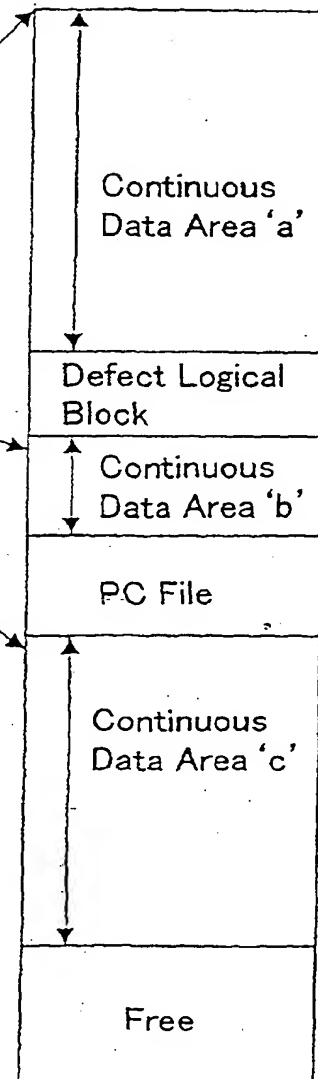 Continuous
Data Area ‘a’
Defect Logical
Block
Continuous
Data Area ‘b’
PC File
Continuous
Data Area ‘c’
Free